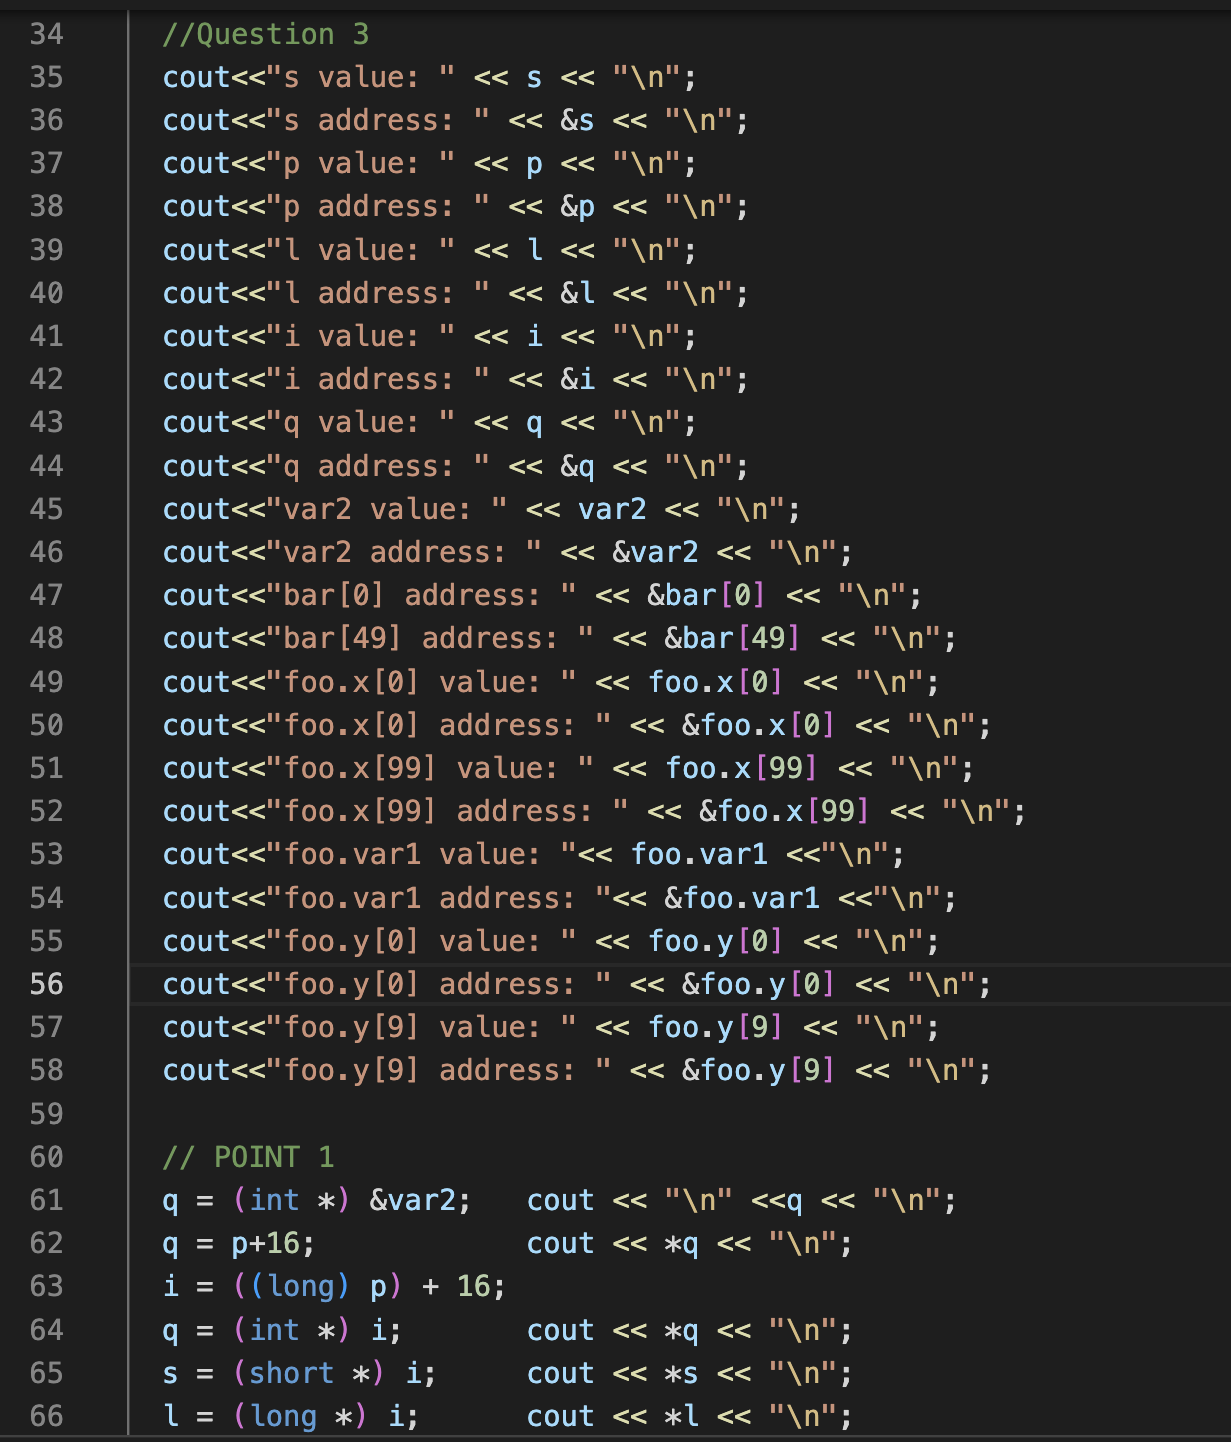 34 //Question 3
35 cout<<"s value: " << s << "\n";
36 cout<<"s address: " << &s << "\n";
37 cout<<"p value: " << p << "\n";
38 cout<<"p address: " << &p << "\n";
39 cout<<"l value: " << l << "\n";
40 cout<<"l address: " << &l << "\n";
41 cout<<"i value: " << i << "\n";
42 cout<<"i address: " << &i << "\n";
43 cout<<"q value: " << q << "\n";
44 cout<<"q address: " << &q << "\n";
45 cout<<"var2 value: " << var2 << "\n";
46 cout<<"var2 address: " << &var2 << "\n";
47 cout<<"bar[0] address: " << &bar[0] << "\n";
48 cout<<"bar[49] address: " << &bar[49] << "\n";
49 cout<<"foo.x[0] value: " << foo.x[0] << "\n";
50 cout<<"foo.x[0] address: " << &foo.x[0] << "\n";
51 cout<<"foo.x[99] value: " << foo.x[99] << "\n";
52 cout<<"foo.x[99] address: " << &foo.x[99] << "\n";
53 cout<<"foo.var1 value: "<< foo.var1 <<"\n";
54 cout<<"foo.var1 address: "<< &foo.var1 <<"\n";
55 cout<<"foo.y[0] value: " << foo.y[0] << "\n";
56 cout<<"foo.y[0] address: " << &foo.y[0] << "\n";
57 cout<<"foo.y[9] value: " << foo.y[9] << "\n";
58 cout<<"foo.y[9] address: " << &foo.y[9] << "\n";
59
60 // POINT 1
61 q = (int *) &var2;   cout << "\n" <<q << "\n";
62 q = p+16;            cout << *q << "\n";
63 i = ((long) p) + 16;
64 q = (int *) i;       cout << *q << "\n";
65 s = (short *) i;     cout << *s << "\n";
66 l = (long *) i;      cout << *l << "\n";